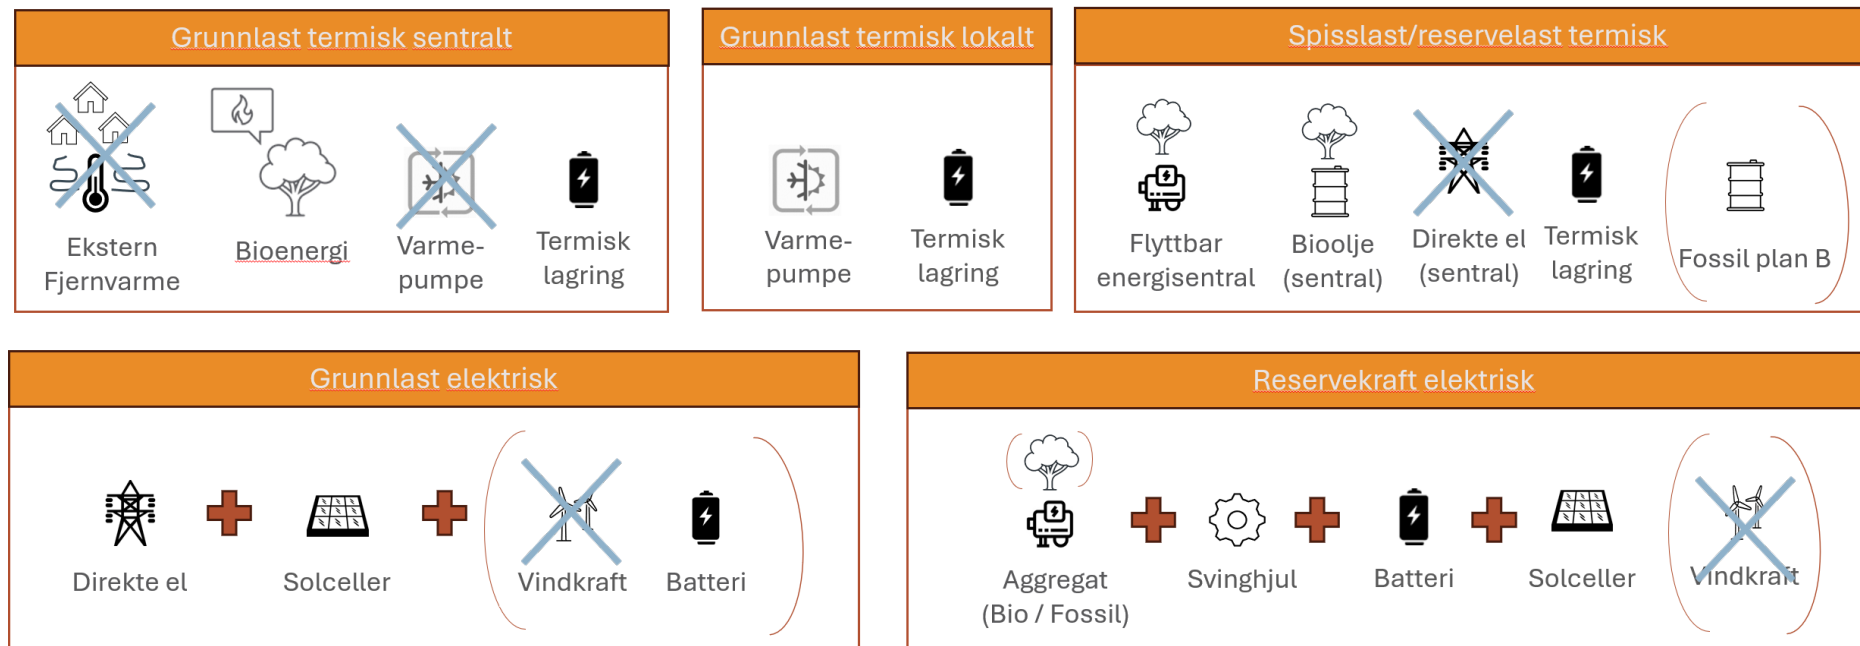 Grunnlast termisk sentralt
Ekstern
Fjernvarme
Bioenergi
Varme-
pumpe
Termisk
lagring
Grunnlast termisk lokalt
Varme-
pumpe
Termisk
lagring
Spisslast/reservelast termisk
Flyttbar
energisentral
Bioolje
(sentral)
Direkte el
(sentral)
Termisk
lagring
Fossil plan B
Grunnlast elektrisk
Direkte el
Solceller
Vindkraft
Batteri
Reservekraft elektrisk
Aggregat
(Bio / Fossil)
Svinghjul
Batteri
Solceller
Vindkraft